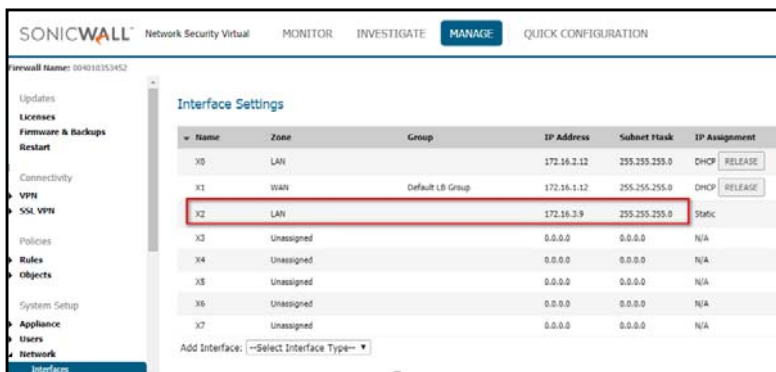 SONICWALL Network Security Virtual MONITOR INVESTIGATE MANAGE QUICK CONFIGURATION
Firewall Name: 004010353452
Updates
Licenses
Firmware & Backups
Restart
Connectivity
VPN
SSL VPN
Policies
Rules
Objects
System Setup
Appliance
Users
Network
Interfaces
Interface Settings
Name Zone Group IP Address Subnet Mask IP Assignment
X0 LAN 172.16.2.12 255.255.255.0 DHCP RELEASE
X1 WAN Default LB Group 172.16.1.12 255.255.255.0 DHCP RELEASE
X2 LAN 172.16.3.9 255.255.255.0 Static
X3 Unassigned 0.0.0.0 0.0.0.0 N/A
X4 Unassigned 0.0.0.0 0.0.0.0 N/A
X5 Unassigned 0.0.0.0 0.0.0.0 N/A
X6 Unassigned 0.0.0.0 0.0.0.0 N/A
X7 Unassigned 0.0.0.0 0.0.0.0 N/A
Add Interface: --Select Interface Type--